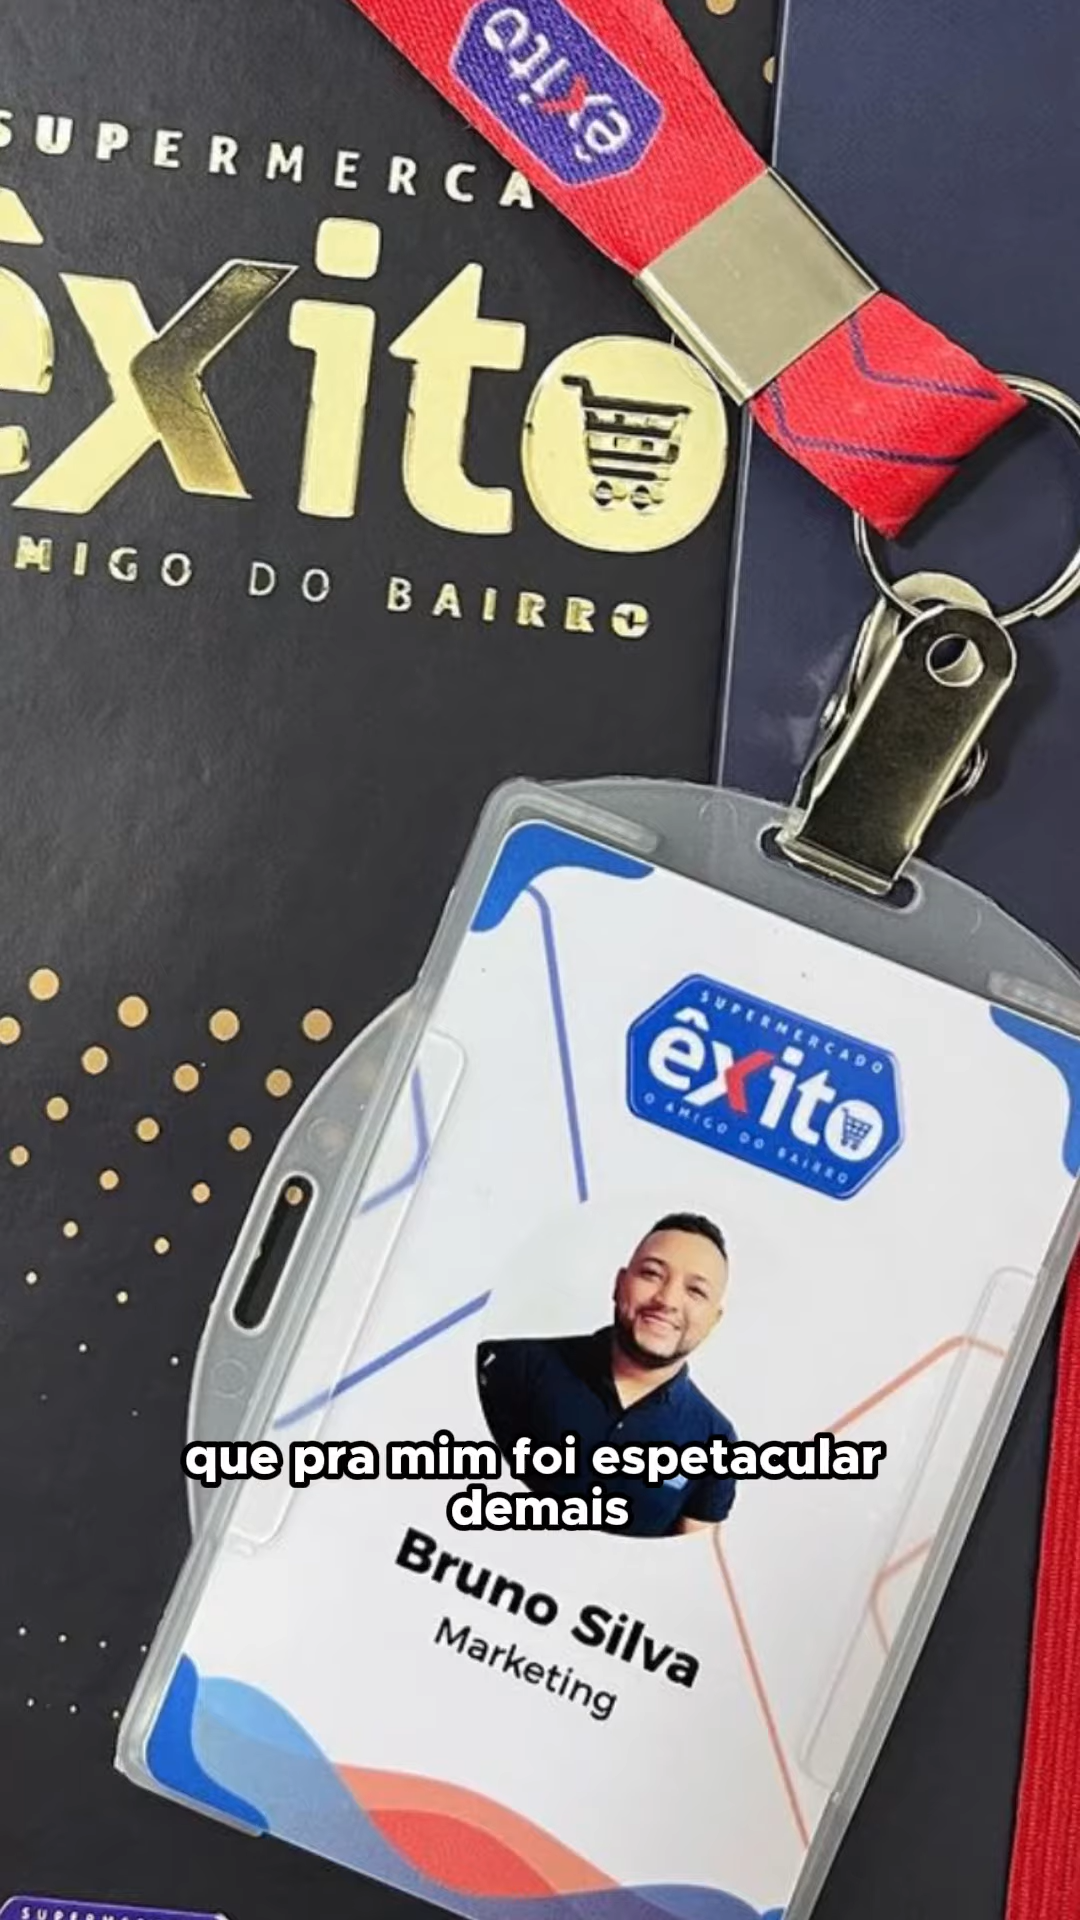 êxito
SUPERMERCA
êxito
AMIGO DO BAIRRO
SUPERMERCADO
êxito
O AMIGO DO BAIRRO
que pra mim foi espetacular
demais
Bruno Silva
Marketing